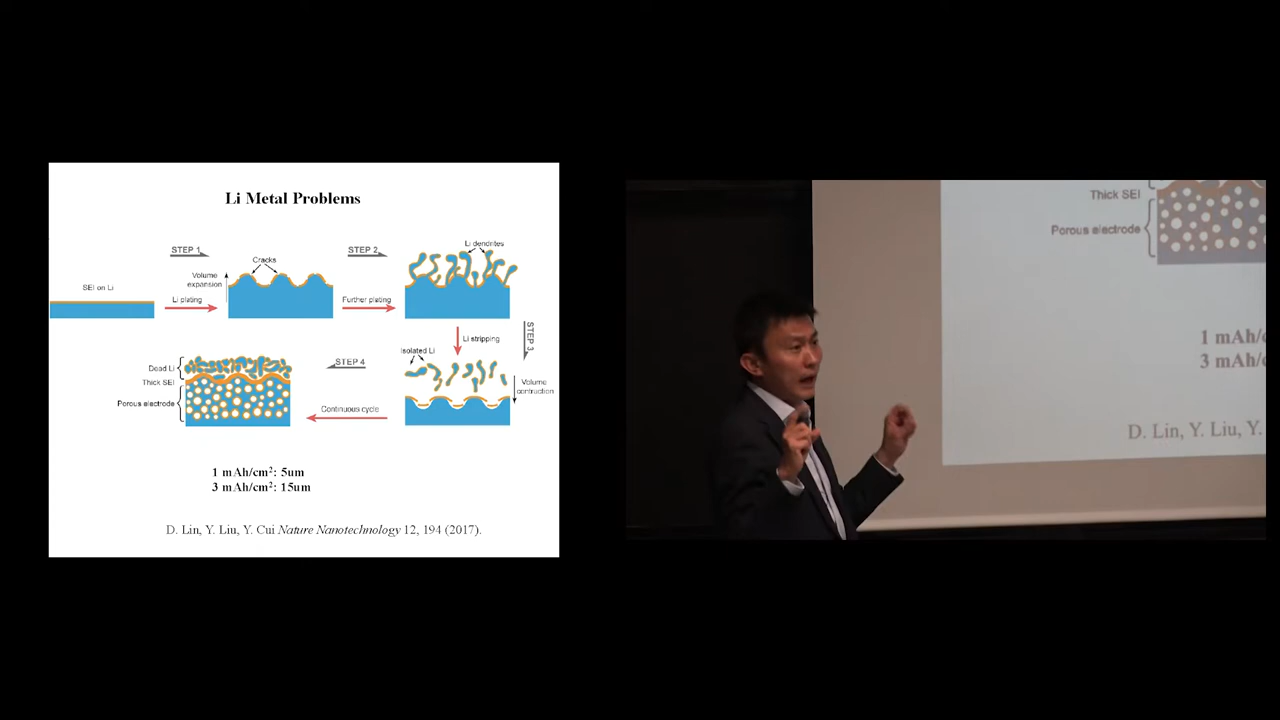 Li Metal Problems
STEP 1
STEP 2
Li dendrites
Cracks
Volume
expansion
SEI on Li
Li plating
Further plating
STEP 3
Li stripping
Isolated Li
STEP 4
Dead Li
Thick SEI
Volume
contruction
Porous electrode
Continuous cycle
1 mAh/cm²: 5um
3 mAh/cm²: 15um
D. Lin, Y. Liu, Y. Cui Nature Nanotechnology 12, 194 (2017).
Thick SEI
Porous electrode
1 mAh/c
3 mAh/c
D. Lin, Y. Liu, Y.